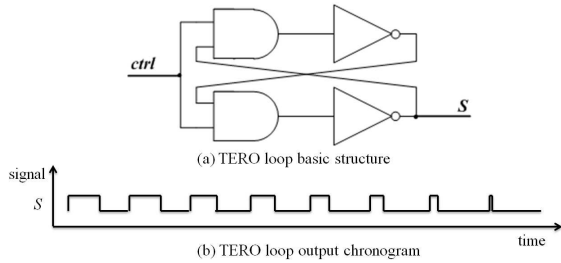 ctrl
S
(a) TERO loop basic structure
signal
S
time
(b) TERO loop output chronogram